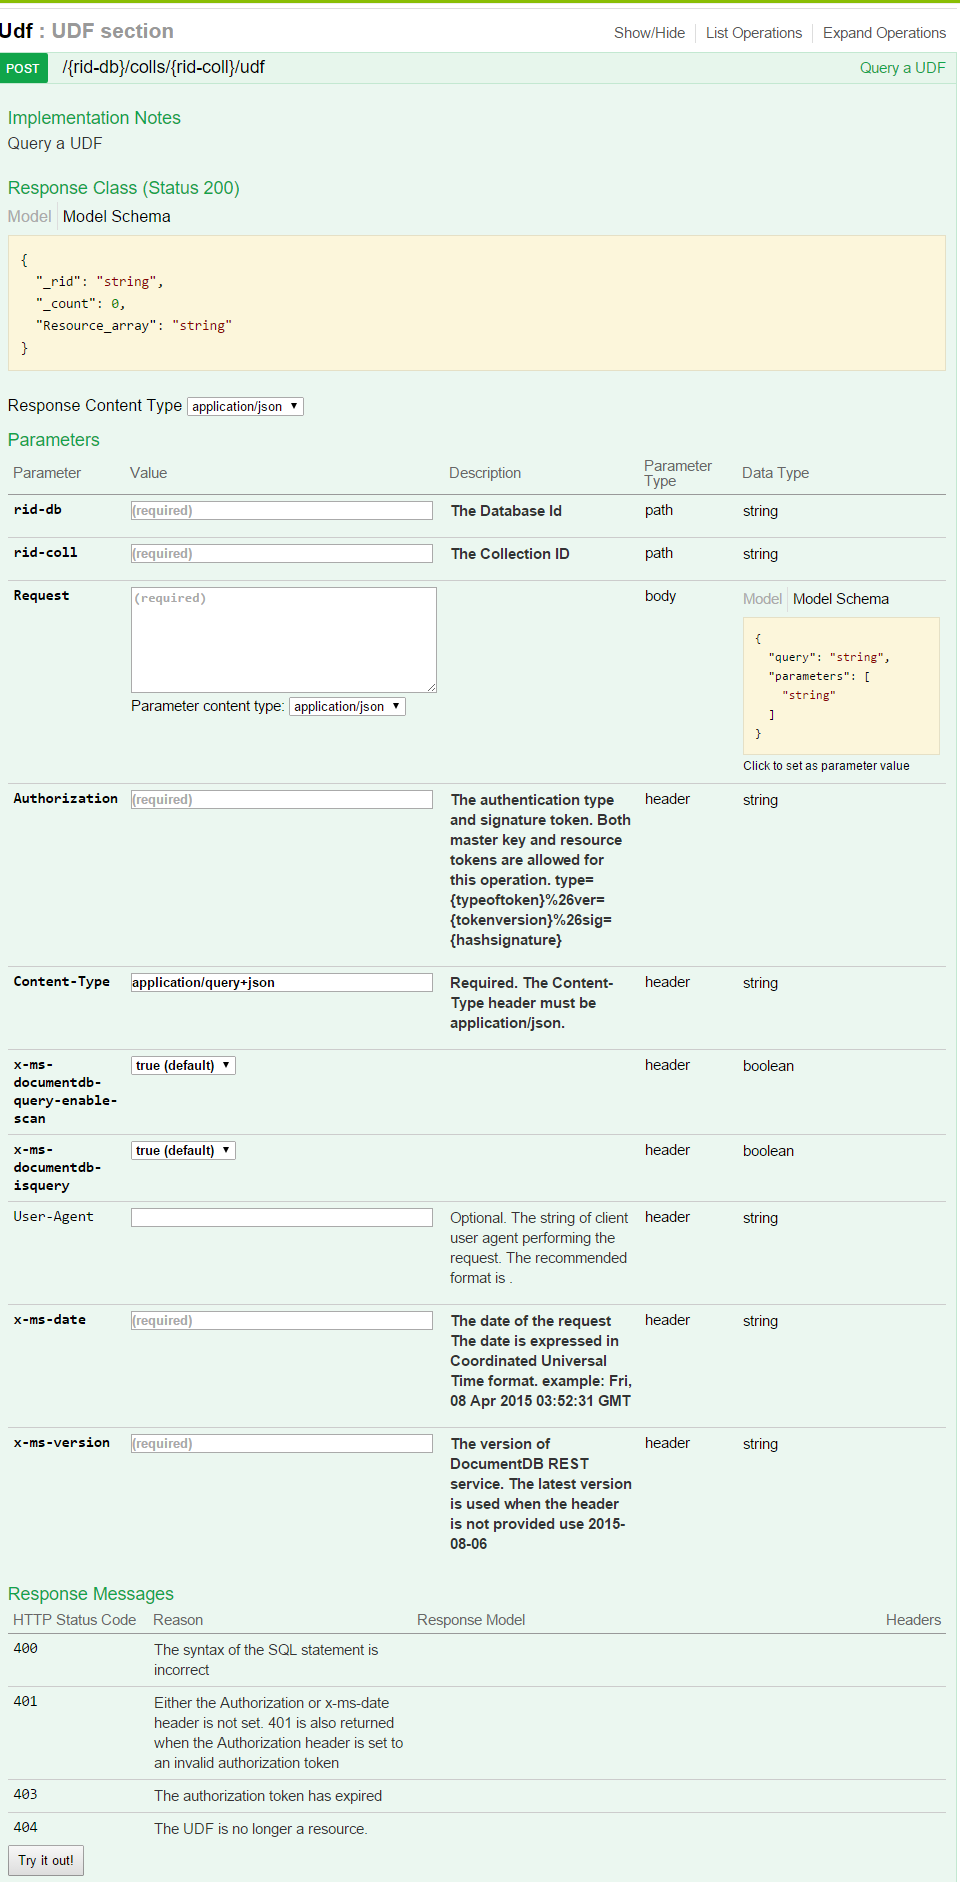 Udf : UDF section
Show/Hide
List Operations
Expand Operations
POST
/{rid-db}/colls/{rid-coll}/udf
Query a UDF
Implementation Notes
Query a UDF
Response Class (Status 200)
Model
Model Schema
{
"_rid": "string",
"_count": 0,
"Resource_array": "string"
}
Response Content Type application/json
Parameters
Parameter
Value
Description
Parameter
Type
Data Type
rid-db
(required)
The Database Id
path
string
rid-coll
(required)
The Collection ID
path
string
Request
(required)
Parameter content type: application/json
body
Model
Model Schema
{
"query": "string",
"parameters": [
"string"
]
}
Click to set as parameter value
Authorization
(required)
The authentication type
and signature token. Both
master key and resource
tokens are allowed for
this operation. type=
{typeoftoken}%26ver=
{tokenversion}%26sig=
{hashsignature}
header
string
Content-Type
application/query+json
Required. The Content-
Type header must be
application/json.
header
string
x-ms-
documentdb-
query-enable-
scan
true (default)
header
boolean
x-ms-
documentdb-
isquery
true (default)
header
boolean
User-Agent
Optional. The string of client
user agent performing the
request. The recommended
format is .
header
string
x-ms-date
(required)
The date of the request
The date is expressed in
Coordinated Universal
Time format. example: Fri,
08 Apr 2015 03:52:31 GMT
header
string
x-ms-version
(required)
The version of
DocumentDB REST
service. The latest version
is used when the header
is not provided use 2015-
08-06
header
string
Response Messages
HTTP Status Code
Reason
Response Model
Headers
400
The syntax of the SQL statement is
incorrect
401
Either the Authorization or x-ms-date
header is not set. 401 is also returned
when the Authorization header is set to
an invalid authorization token
403
The authorization token has expired
404
The UDF is no longer a resource.
Try it out!